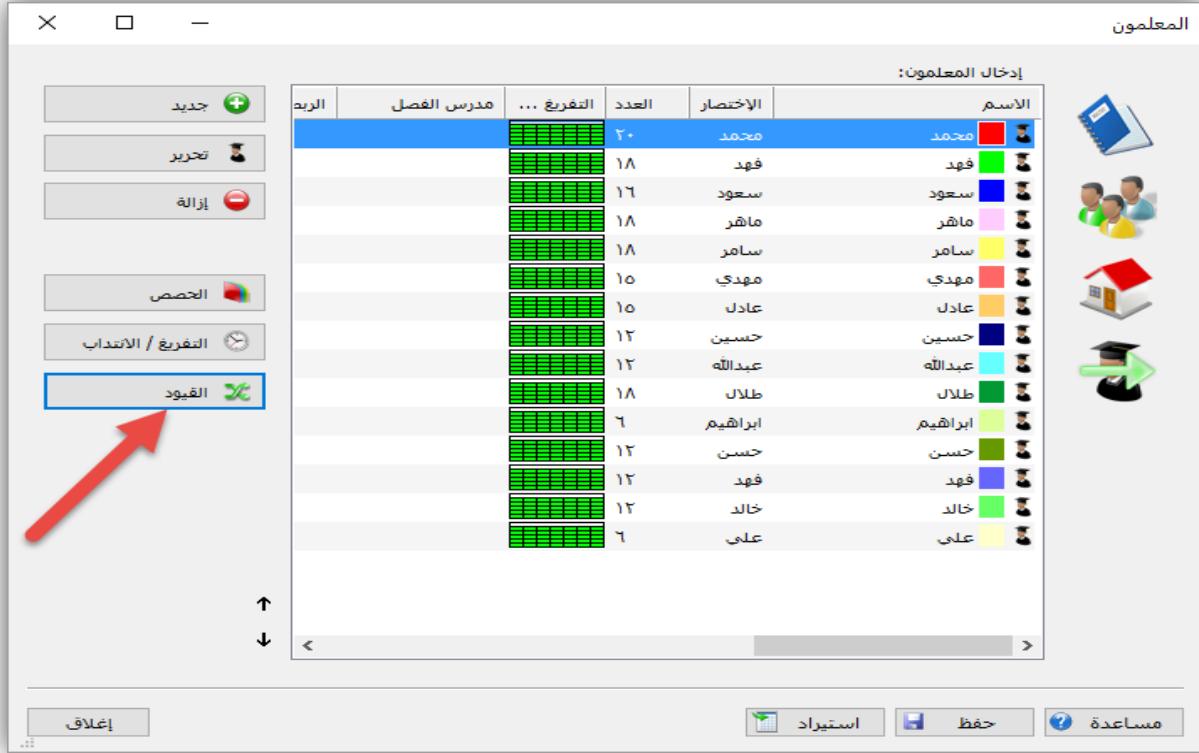 المعلمون
إدخال المعلمون:
الاسم الإختصار العدد التفريغ ... مدرس الفصل الربط
محمد محمد ٢٠
فهد فهد ١٨
سعود سعود ١٦
ماهر ماهر ١٨
سامر سامر ١٨
مهدي مهدي ١٥
عادل عادل ١٥
حسين حسين ١٢
عبدالله عبدالله ١٢
طلال طلال ١٨
ابراهيم ابراهيم ٦
حسن حسن ١٢
فهد فهد ١٢
خالد خالد ١٢
علي علي ٦
جديد
تحرير
إزالة
الحصص
التفريغ / الانتداب
القيود
مساعدة حفظ استيراد إغلاق